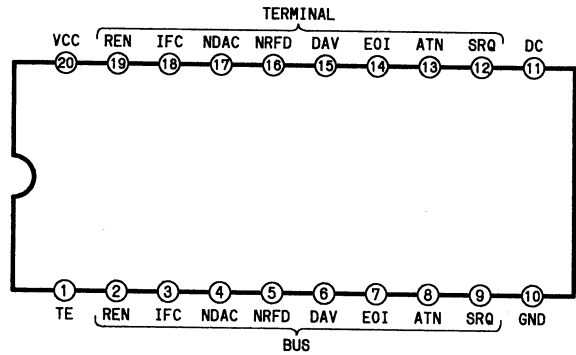 TERMINAL
VCC REN IFC NDAC NRFD DAV EOI ATN SRQ DC
20 19 18 17 16 15 14 13 12 11
1 2 3 4 5 6 7 8 9 10
TE REN IFC NDAC NRFD DAV EOI ATN SRQ GND
BUS